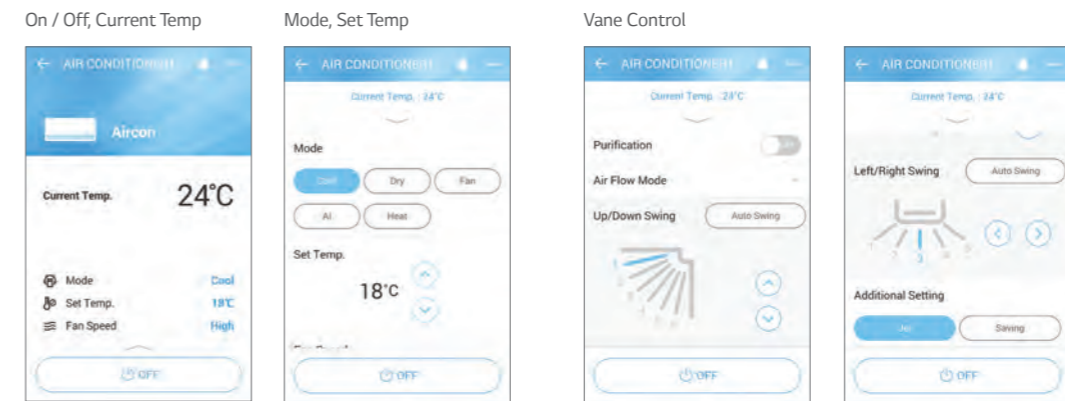 On / Off, Current Temp
Mode, Set Temp
Vane Control
← AIR CONDITIONER
Aircon
Current Temp.
24°C
Mode
Cool
Set Temp.
18°C
Fan Speed
High
OFF
← AIR CONDITIONER
Current Temp. : 24°C
Mode
Cool
Dry
Fan
AI
Heat
Set Temp.
18°C
OFF
← AIR CONDITIONER
Current Temp. : 24°C
Purification
Air Flow Mode
Up/Down Swing
Auto Swing
OFF
← AIR CONDITIONER
Current Temp. : 24°C
Left/Right Swing
Auto Swing
1 2 3 4 5
Additional Setting
Jet
Saving
OFF